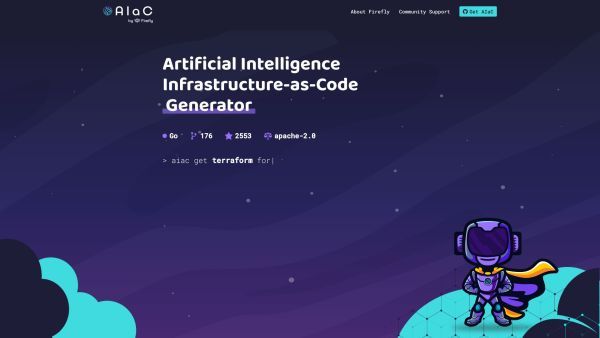 AIaC
by Firefly
About Firefly
Community Support
Get AIaC
Artificial Intelligence
Infrastructure-as-Code
Generator
Go 176 2553 apache-2.0
> aiac get terraform for|